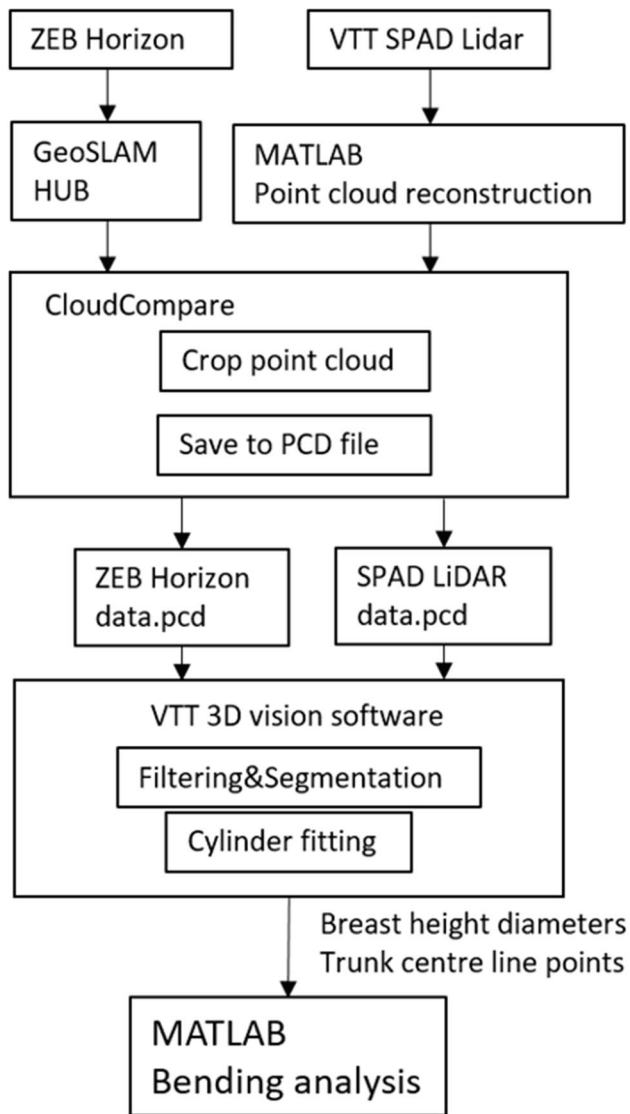 ZEB Horizon
VTT SPAD Lidar
GeoSLAM
HUB
MATLAB
Point cloud reconstruction
CloudCompare
Crop point cloud
Save to PCD file
ZEB Horizon
data.pcd
SPAD LiDAR
data.pcd
VTT 3D vision software
Filtering&Segmentation
Cylinder fitting
Breast height diameters
Trunk centre line points
MATLAB
Bending analysis